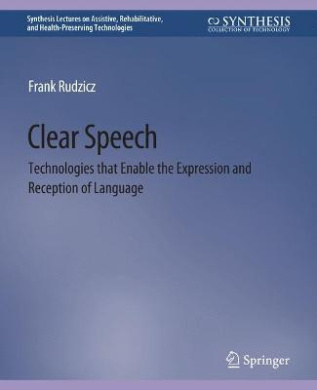 Synthesis Lectures on Assistive, Rehabilitative,
and Health-Preserving Technologies
SYNTHESIS
COLLECTION OF TECHNOLOGY
Frank Rudzicz
Clear Speech
Technologies that Enable the Expression and
Reception of Language
Springer